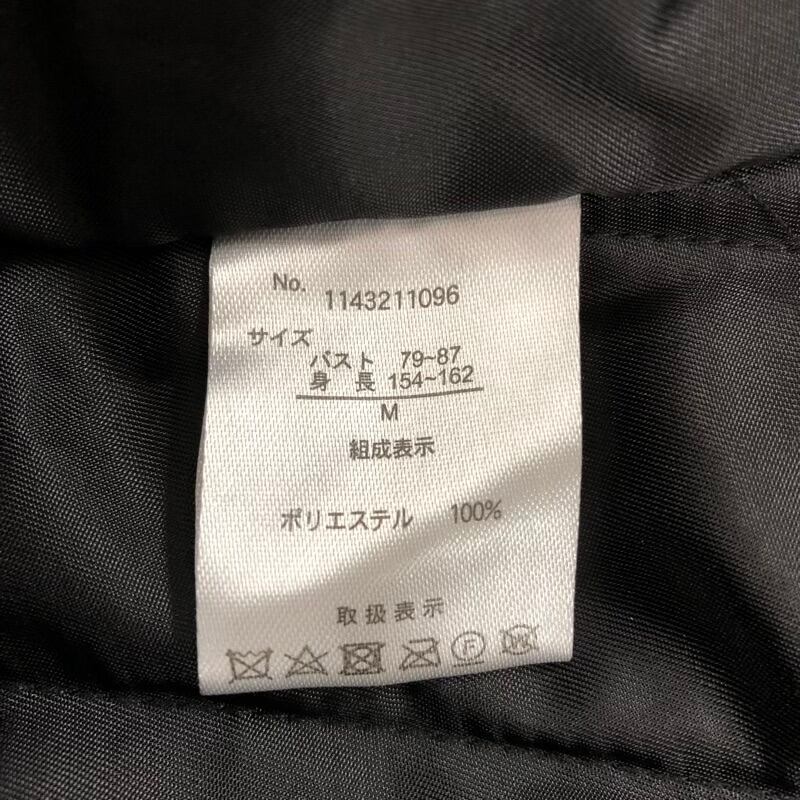 No. 1143211096
サイズ
バスト 79~87
身 長 154~162
M
組成表示
ポリエステル 100%
取扱表示
F
W